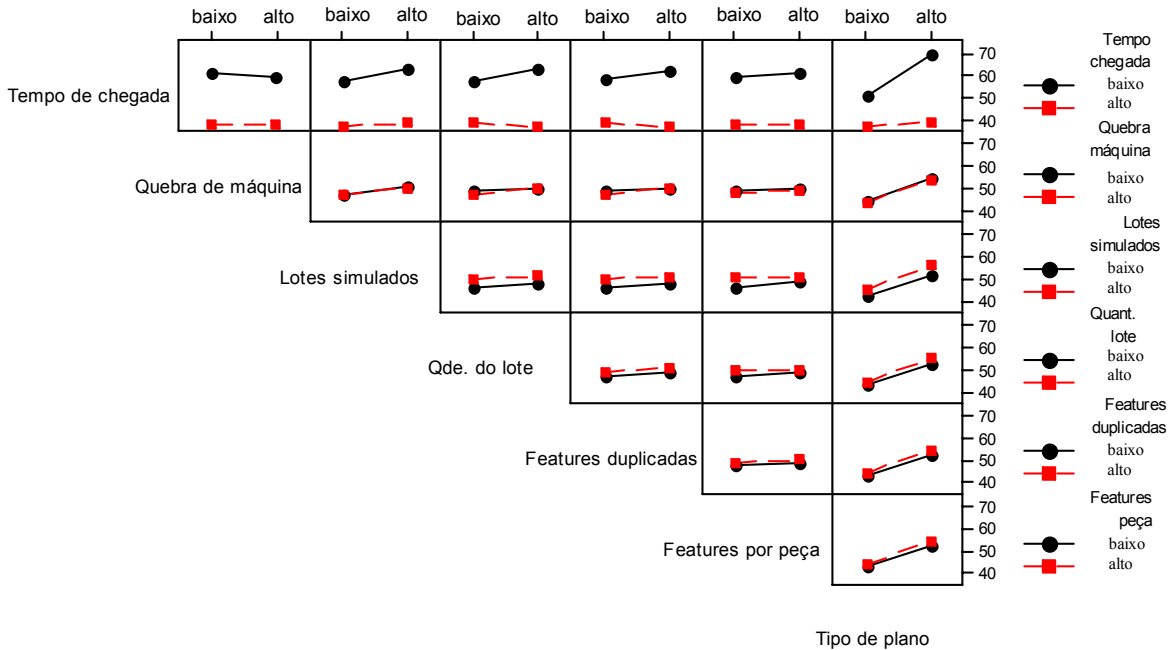 baixo alto baixo alto baixo alto baixo alto baixo alto baixo alto
Tempo de chegada
70
60
50
40
Tempo
chegada
baixo
alto
Quebra de máquina
70
60
50
40
Quebra
máquina
baixo
alto
Lotes simulados
70
60
50
40
Lotes
simulados
baixo
alto
Qde. do lote
70
60
50
40
Quant.
lote
baixo
alto
Features duplicadas
70
60
50
40
Features
duplicadas
baixo
alto
Features por peça
70
60
50
40
Features
peça
baixo
alto
Tipo de plano